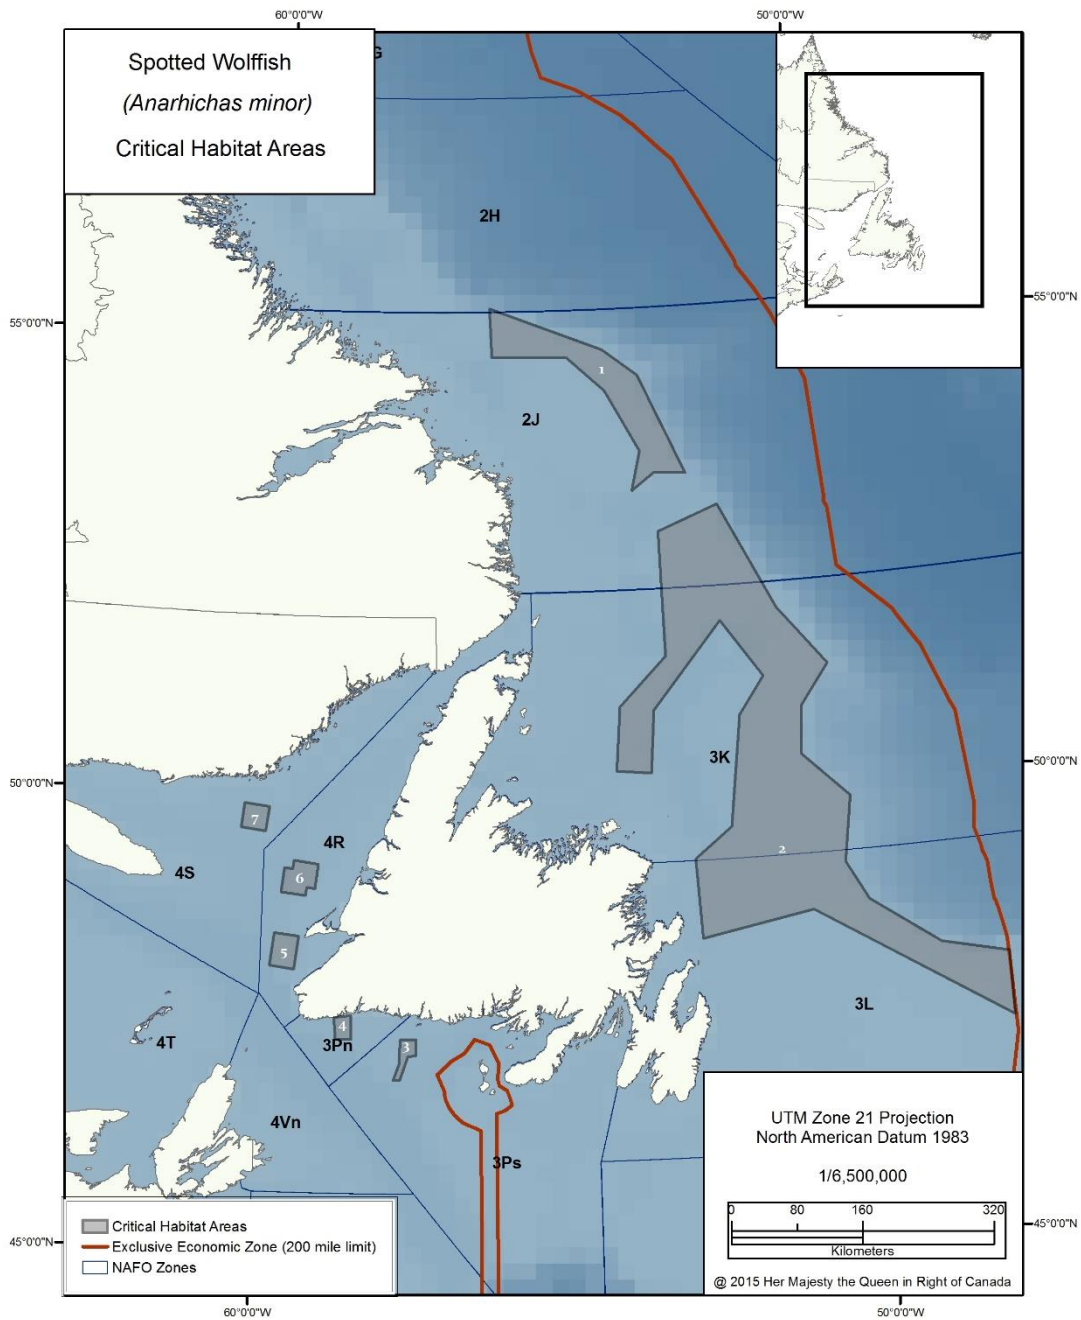 60°0'0"W
50°0'0"W
Spotted Wolffish
(Anarhichas minor)
Critical Habitat Areas
G
2H
55°0'0"N
55°0'0"N
1
2J
3K
50°0'0"N
50°0'0"N
7
4R
2
4S
6
5
3L
4
3
3Pn
4T
4Vn
3Ps
UTM Zone 21 Projection
North American Datum 1983
1/6,500,000
0 80 160 320
Kilometers
@ 2015 Her Majesty the Queen in Right of Canada
Critical Habitat Areas
Exclusive Economic Zone (200 mile limit)
NAFO Zones
45°0'0"N
45°0'0"N
60°0'0"W
50°0'0"W